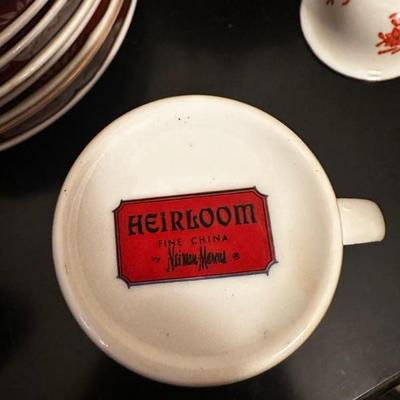 HEIRLOOM
FINE CHINA
by Neiman-Marcus ®